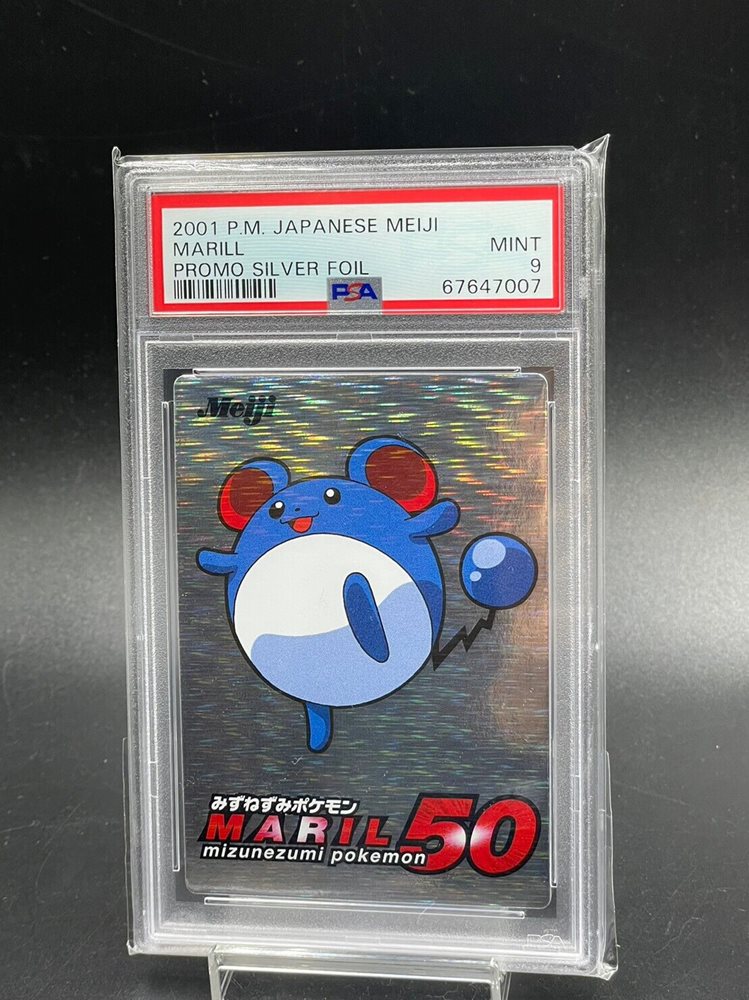 2001 P.M. JAPANESE MEIJI
MARILL MINT
PROMO SILVER FOIL 9
PSA 67647007
Meiji
みずねずみポケモン
MARIL 50
mizunezumi pokemon
PSA